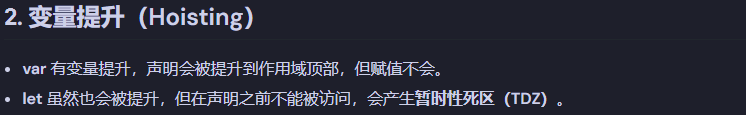 2. 变量提升（Hoisting）
• var 有变量提升，声明会被提升到作用域顶部，但赋值不会。
• let 虽然也会被提升，但在声明之前不能被访问，会产生暂时性死区（TDZ）。